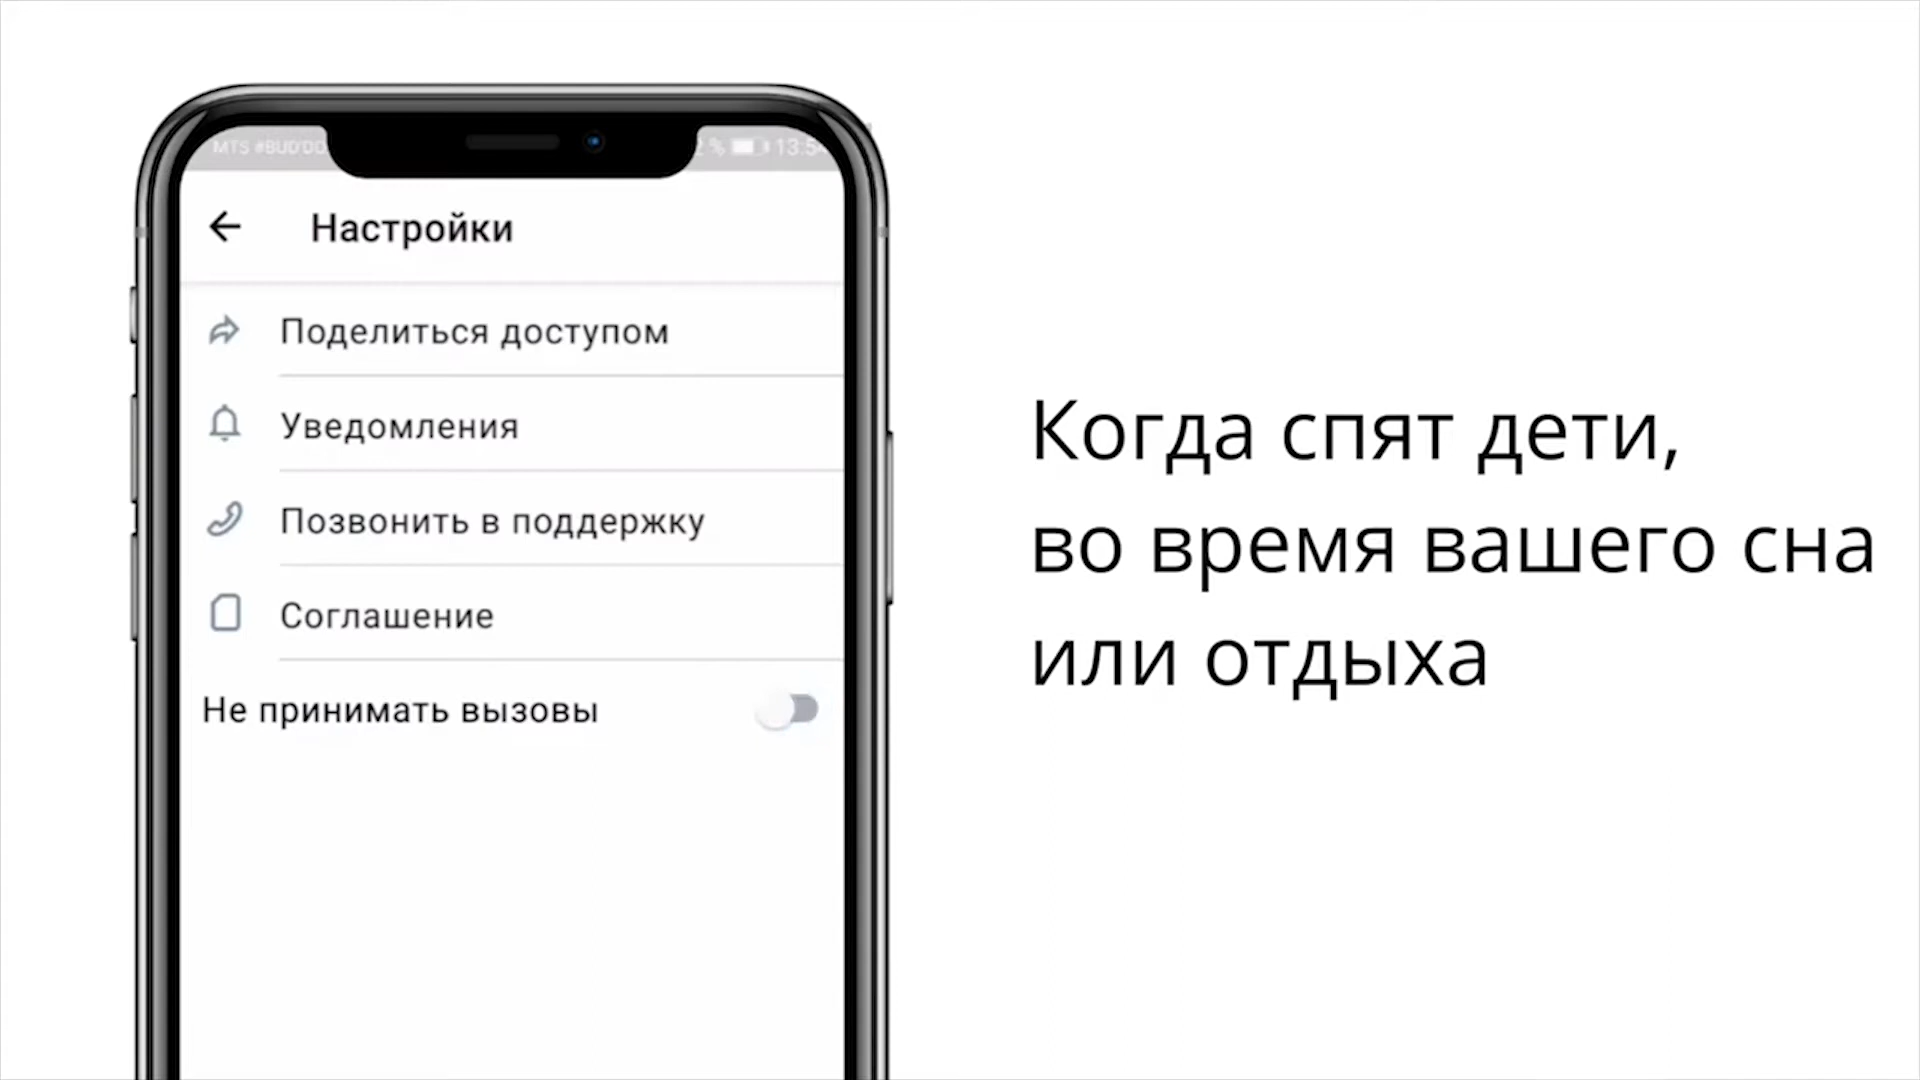 MTS
Настройки
Поделиться доступом
Уведомления
Позвонить в поддержку
Соглашение
Не принимать вызовы
Когда спят дети,
во время вашего сна
или отдыха